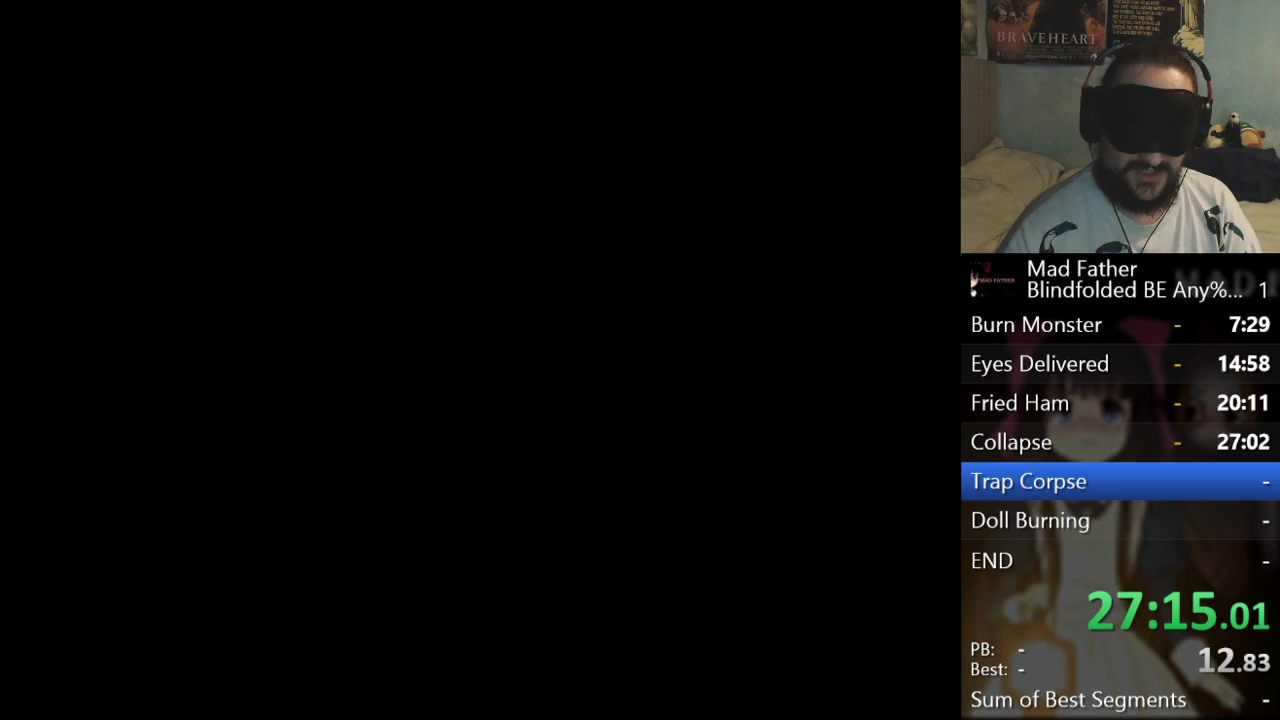 BRAVEHEART
Mad Father
Blindfolded BE Any%... 1
Burn Monster - 7:29
Eyes Delivered - 14:58
Fried Ham - 20:11
Collapse - 27:02
Trap Corpse -
Doll Burning -
END -
27:15.01
PB: -
12.83
Best: -
Sum of Best Segments -